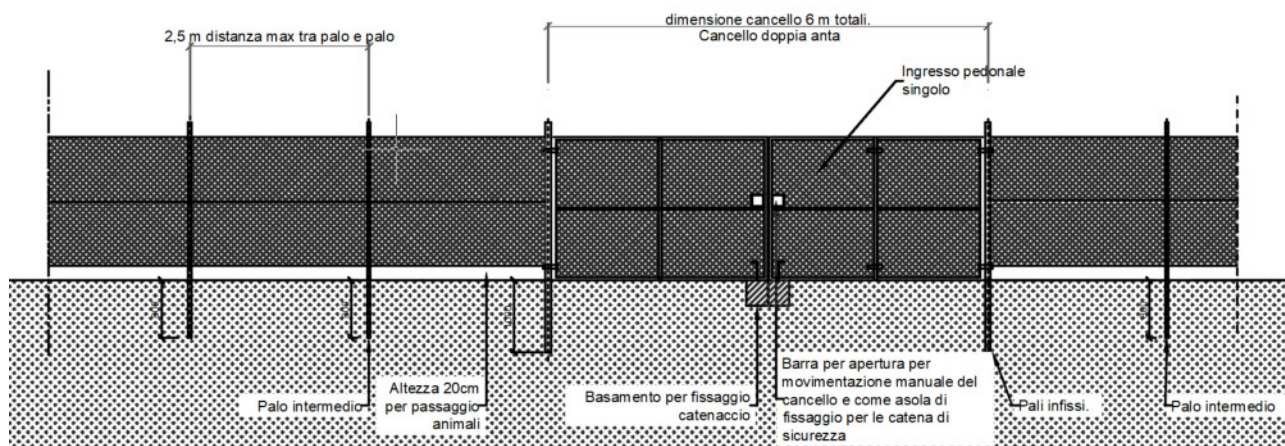 dimensione cancello 6 m totali.
Cancello doppia anta
2,5 m distanza max tra palo e palo
Ingresso pedonale
singolo
Palo intermedio
Altezza 20cm
per passaggio
animali
Basamento per fissaggio
catenaccio
Barra per apertura per
movimentazione manuale del
cancello e come asola di
fissaggio per le catena di
sicurezza
Pali infissi.
Palo intermedio